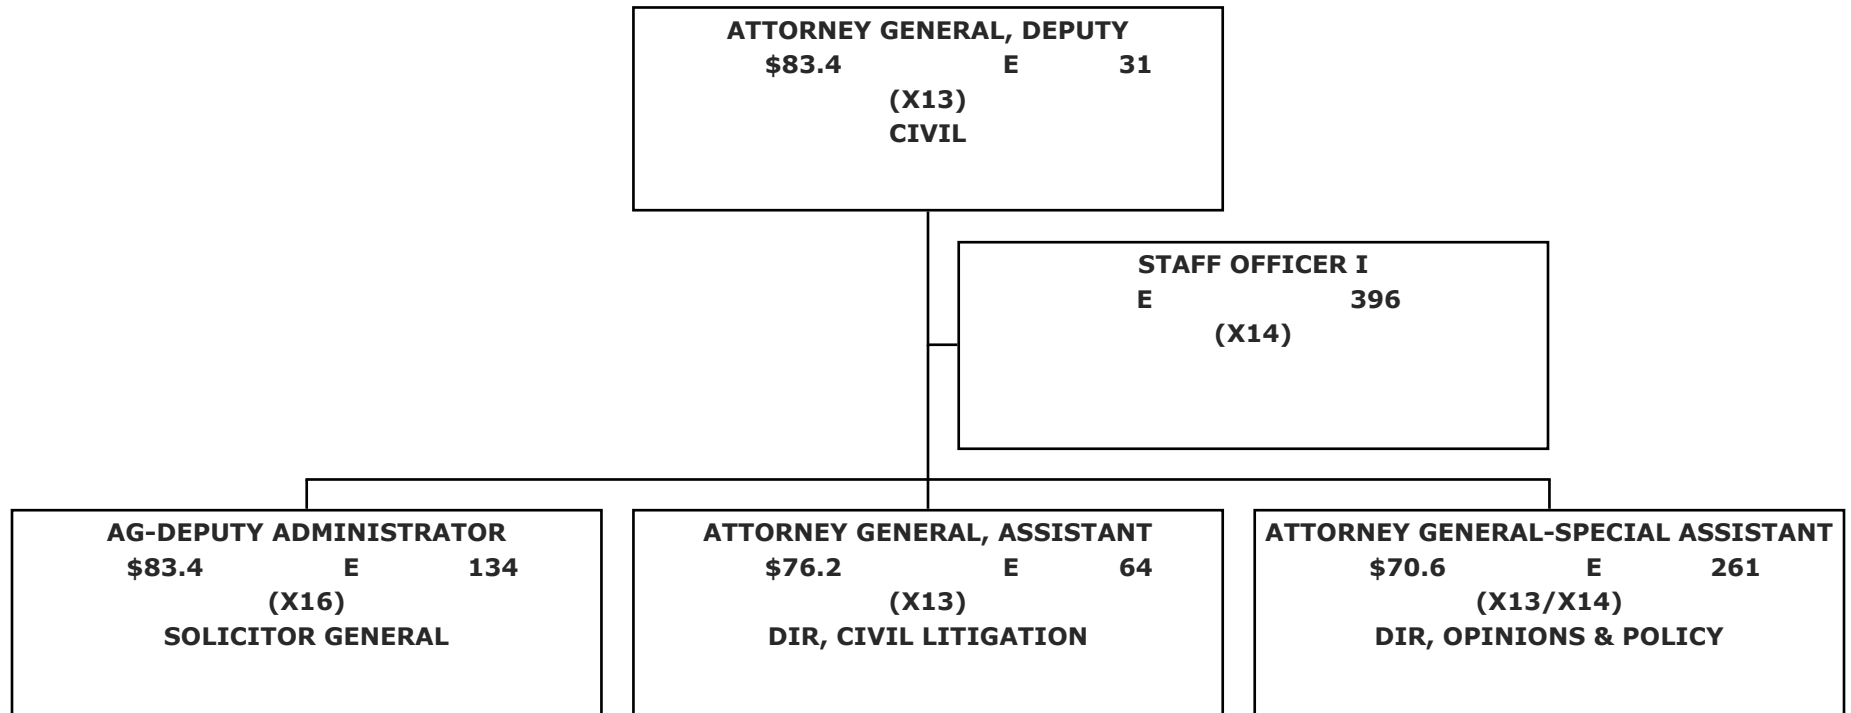 ATTORNEY GENERAL, DEPUTY
$83.4 E 31
(X13)
CIVIL
STAFF OFFICER I
E 396
(X14)
AG-DEPUTY ADMINISTRATOR
$83.4 E 134
(X16)
SOLICITOR GENERAL
ATTORNEY GENERAL, ASSISTANT
$76.2 E 64
(X13)
DIR, CIVIL LITIGATION
ATTORNEY GENERAL-SPECIAL ASSISTANT
$70.6 E 261
(X13/X14)
DIR, OPINIONS & POLICY